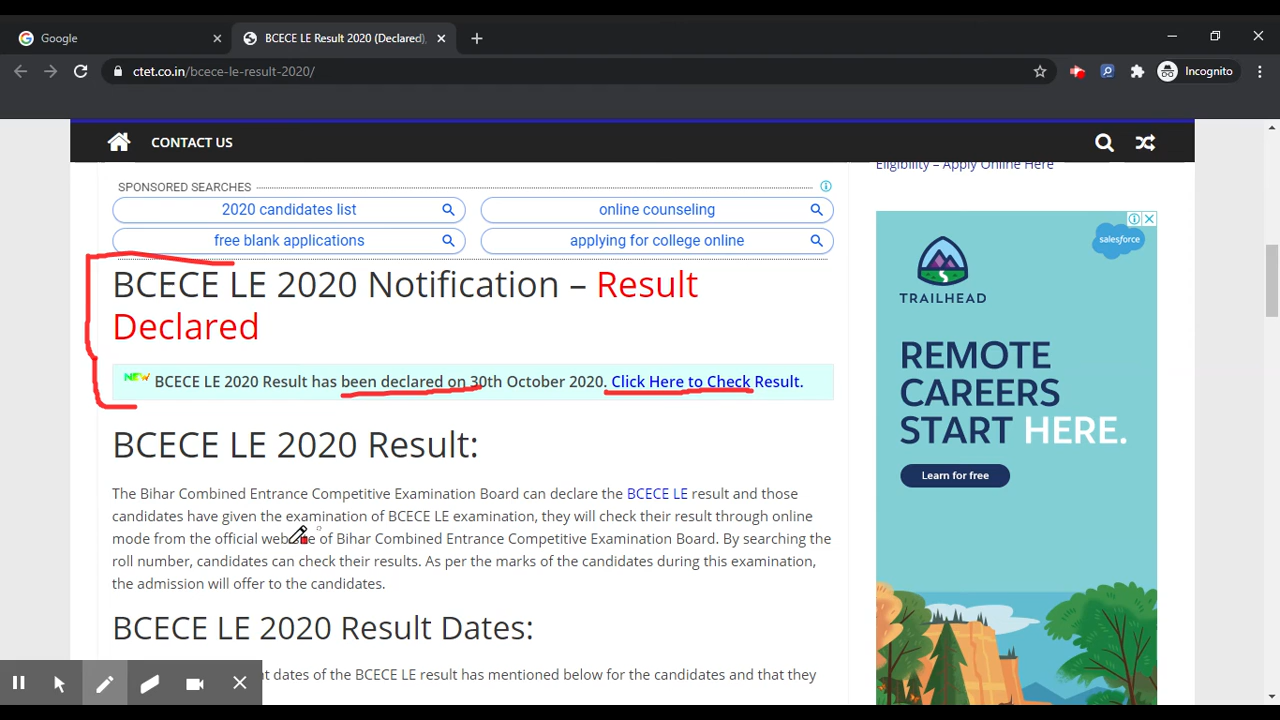 Google
BCECE LE Result 2020 (Declared),
ctet.co.in/bcece-le-result-2020/
Incognito
CONTACT US
Eligibility – Apply Online Here
SPONSORED SEARCHES
2020 candidates list
online counseling
free blank applications
applying for college online
BCECE LE 2020 Notification – Result
Declared
NEW BCECE LE 2020 Result has been declared on 30th October 2020. Click Here to Check Result.
BCECE LE 2020 Result:
The Bihar Combined Entrance Competitive Examination Board can declare the BCECE LE result and those
candidates have given the examination of BCECE LE examination, they will check their result through online
mode from the official website of Bihar Combined Entrance Competitive Examination Board. By searching the
roll number, candidates can check their results. As per the marks of the candidates during this examination,
the admission will offer to the candidates.
BCECE LE 2020 Result Dates:
dates of the BCECE LE result has mentioned below for the candidates and that they
salesforce
TRAILHEAD
REMOTE
CAREERS
START HERE.
Learn for free